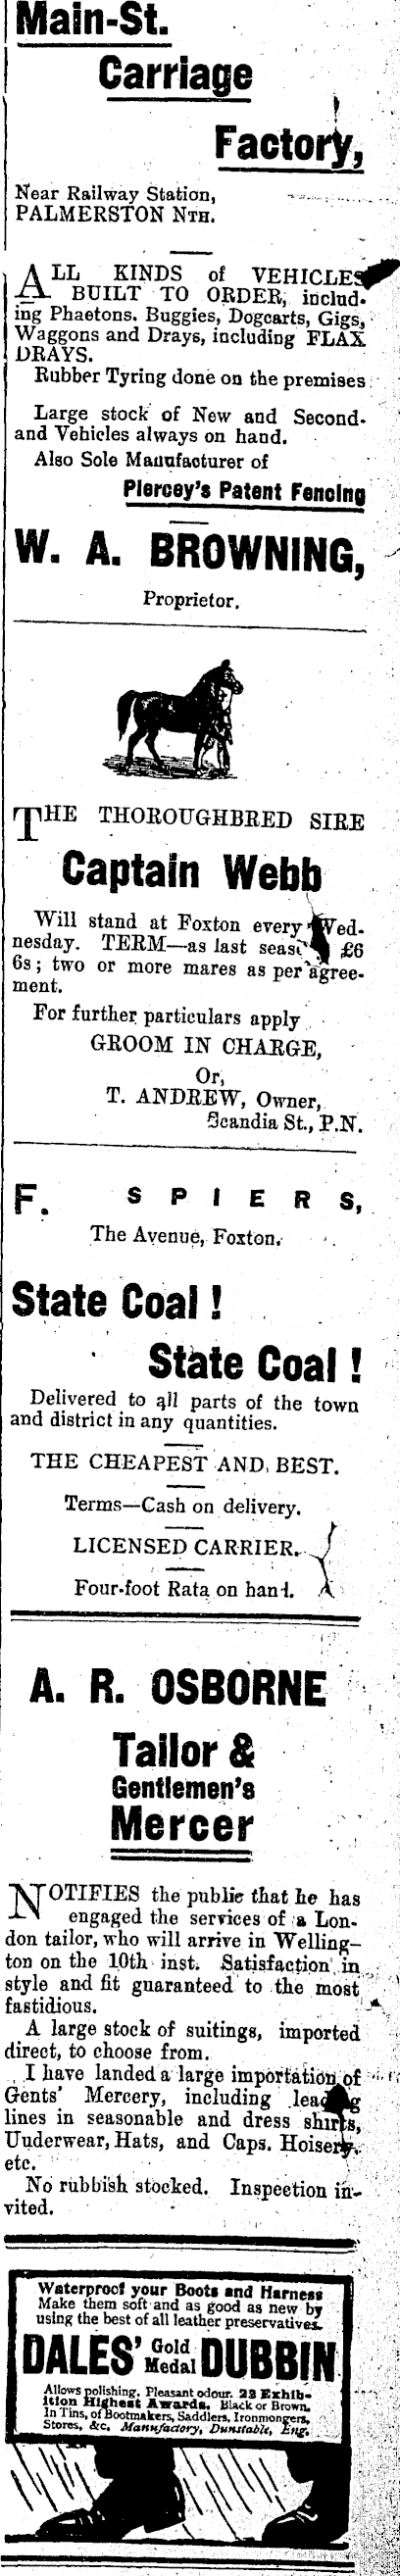 Main-St.
Carriage
Factory,
Near Railway Station,
PALMERSTON NTH.
ALL KINDS of VEHICLES
BUILT TO ORDER, includ-
ing Phaetons. Buggies, Dogcarts, Gigs,
Waggons and Drays, including FLAX
DRAYS.
Rubber Tyring done on the premises
Large stock of New and Second-
and Vehicles always on hand.
Also Sole Manufacturer of
Piercey's Patent Fencing
W. A. BROWNING,
Proprietor.
THE THOROUGHBRED SIRE
Captain Webb
Will stand at Foxton every Wed-
nesday. TERM—as last seas £6
6s; two or more mares as per agree-
ment.
For further particulars apply
GROOM IN CHARGE,
Or,
T. ANDREW, Owner,
Scandia St., P.N.
F. SPIERS,
The Avenue, Foxton.
State Coal!
State Coal!
Delivered to all parts of the town
and district in any quantities.
THE CHEAPEST AND BEST.
Terms—Cash on delivery.
LICENSED CARRIER.
Four-foot Rata on hand.
A. R. OSBORNE
Tailor &
Gentlemen's
Mercer
NOTIFIES the public that he has
engaged the services of a Lon-
don tailor, who will arrive in Welling-
ton on the 10th inst. Satisfaction in
style and fit guaranteed to the most
fastidious.
A large stock of suitings, imported
direct, to choose from.
I have landed a large importation of
Gents' Mercery, including leading
lines in seasonable and dress shirts,
Underwear, Hats, and Caps. Hoisery.
etc.
No rubbish stocked. Inspection in-
vited.
Waterproof your Boots and Harness
Make them soft and as good as new by
using the best of all leather preservatives.
DALES' Gold Medal DUBBIN
Allows polishing. Pleasant odour. 22 Exhib-
ition Highest Awards. Black or Brown.
In Tins, of Bootmakers, Saddlers, Ironmongers,
Stores, &c. Manufactory, Dunstable, Eng.